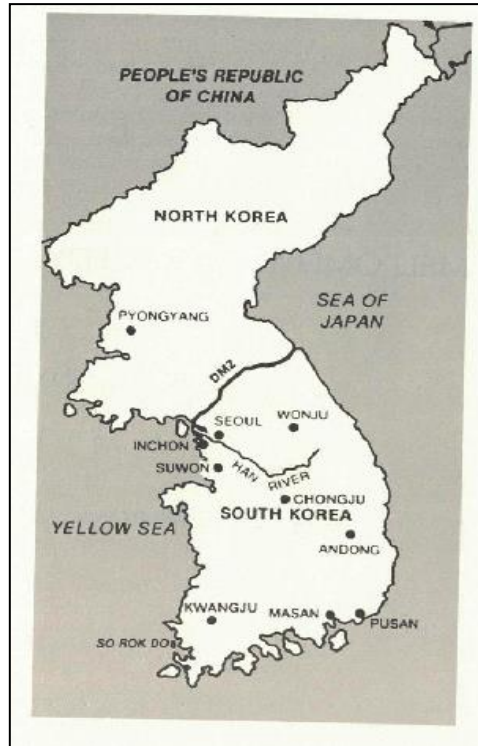 PEOPLE'S REPUBLIC
OF CHINA
NORTH KOREA
SEA OF
JAPAN
PYONGYANG
DMZ
SEOUL
WONJU
INCHON
SUWON
HAN RIVER
CHONGJU
YELLOW SEA
SOUTH KOREA
ANDONG
KWANGJU
MASAN
PUSAN
SO ROK DO